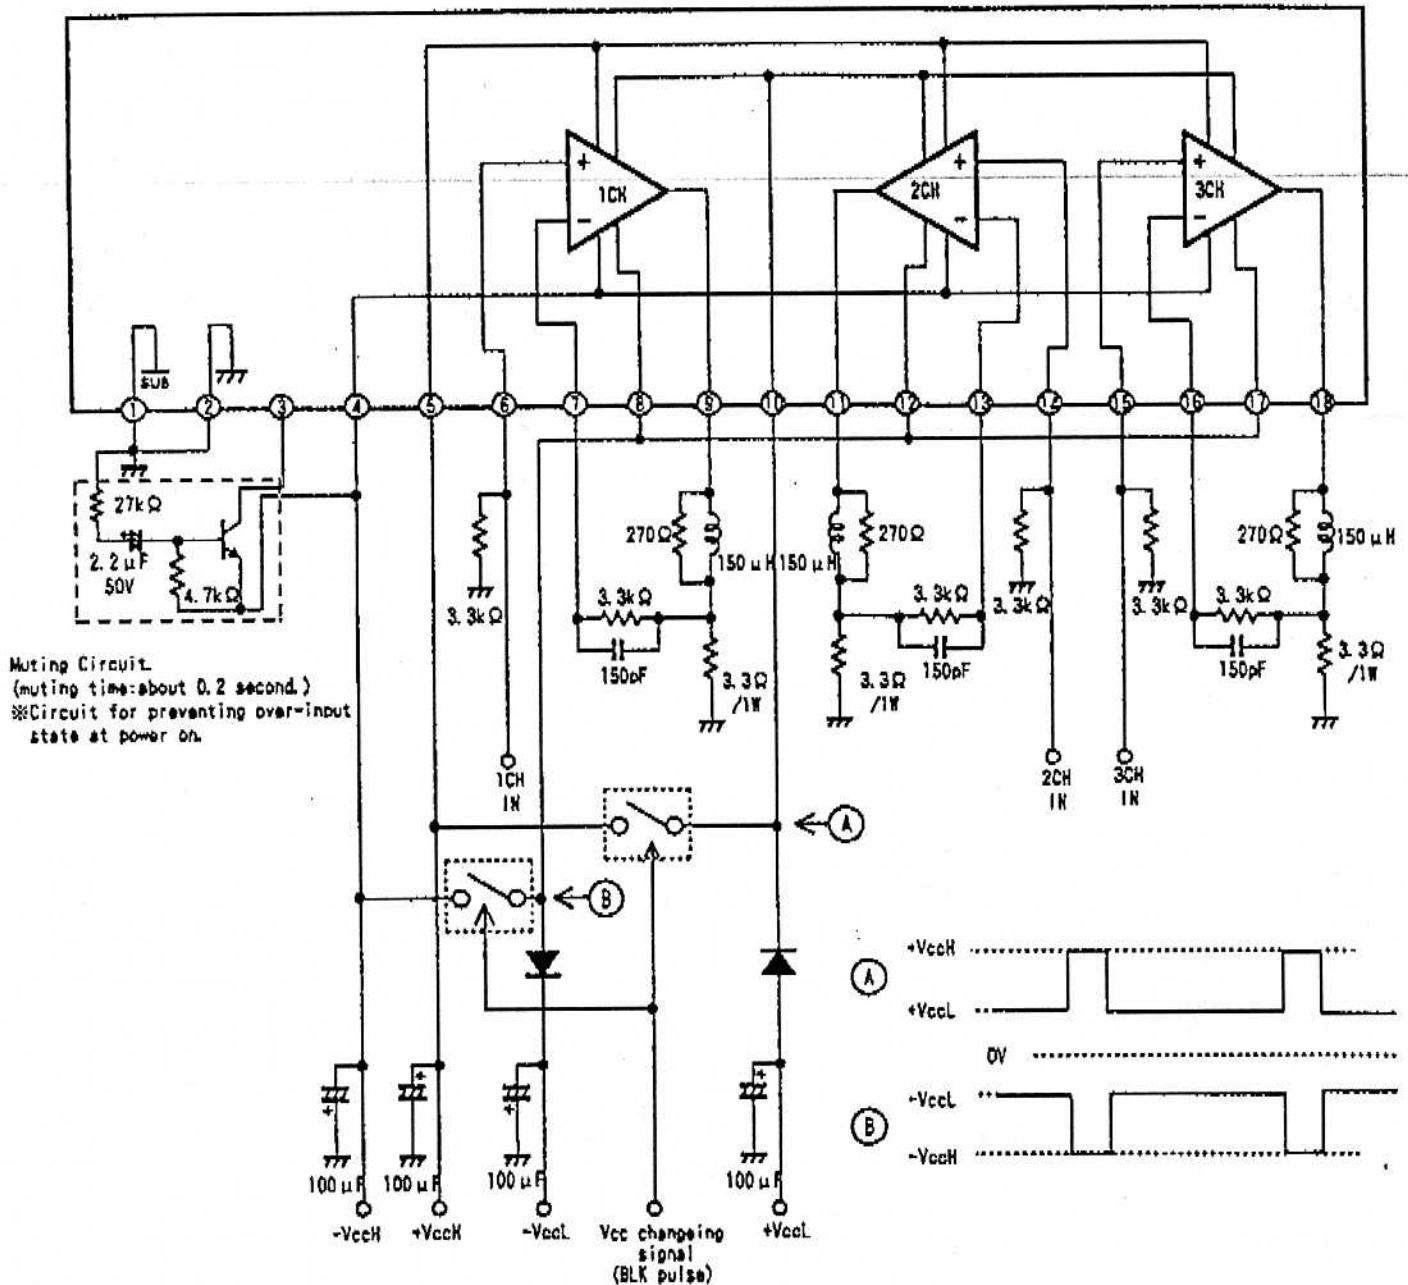 1CH
2CH
3CH
+
−
+
−
+
−
SUB
1
2
3
4
5
6
7
8
9
10
11
12
13
14
15
16
17
18
27kΩ
2.2μF
50V
4.7kΩ
3.3kΩ
270Ω
150μH
150μH
270Ω
3.3kΩ
3.3kΩ
270Ω
150μH
3.3kΩ
150pF
3.3Ω
/1W
3.3Ω
/1W
3.3kΩ
150pF
3.3kΩ
150pF
3.3Ω
/1W
Muting Circuit.
(muting time:about 0.2 second.)
※Circuit for preventing over-input
state at power on.
1CH
IN
2CH
IN
3CH
IN
A
B
+
100μF
+
100μF
+
100μF
+
100μF
-VccH
+VccH
-VccL
Vcc changeing
signal
(BLK pulse)
+VccL
A
+VccH
+VccL
0V
B
-VccL
-VccH